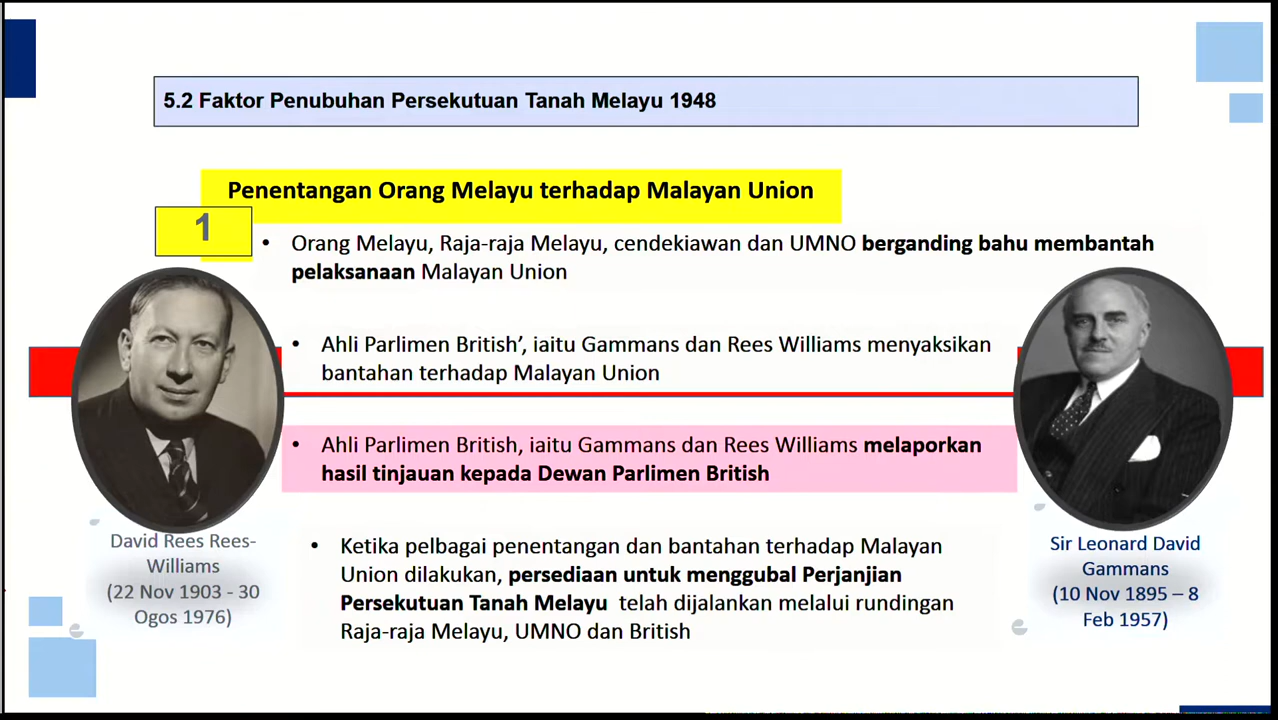 5.2 Faktor Penubuhan Persekutuan Tanah Melayu 1948
Penentangan Orang Melayu terhadap Malayan Union
1
• Orang Melayu, Raja-raja Melayu, cendekiawan dan UMNO berganding bahu membantah
pelaksanaan Malayan Union
• Ahli Parlimen British’, iaitu Gammans dan Rees Williams menyaksikan
bantahan terhadap Malayan Union
• Ahli Parlimen British, iaitu Gammans dan Rees Williams melaporkan
hasil tinjauan kepada Dewan Parlimen British
• Ketika pelbagai penentangan dan bantahan terhadap Malayan
Union dilakukan, persediaan untuk menggubal Perjanjian
Persekutuan Tanah Melayu telah dijalankan melalui rundingan
Raja-raja Melayu, UMNO dan British
David Rees Rees-
Williams
(22 Nov 1903 - 30
Ogos 1976)
Sir Leonard David
Gammans
(10 Nov 1895 – 8
Feb 1957)